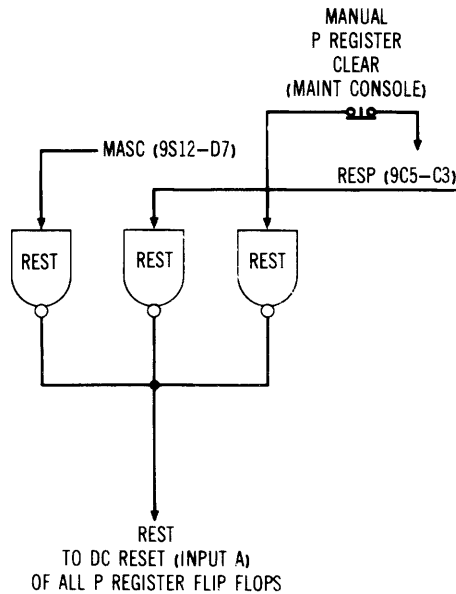 MANUAL
P REGISTER
CLEAR
(MAINT CONSOLE)
MASC (9S12-D7)
RESP (9C5-C3)
REST
REST
REST
REST
TO DC RESET (INPUT A)
OF ALL P REGISTER FLIP FLOPS